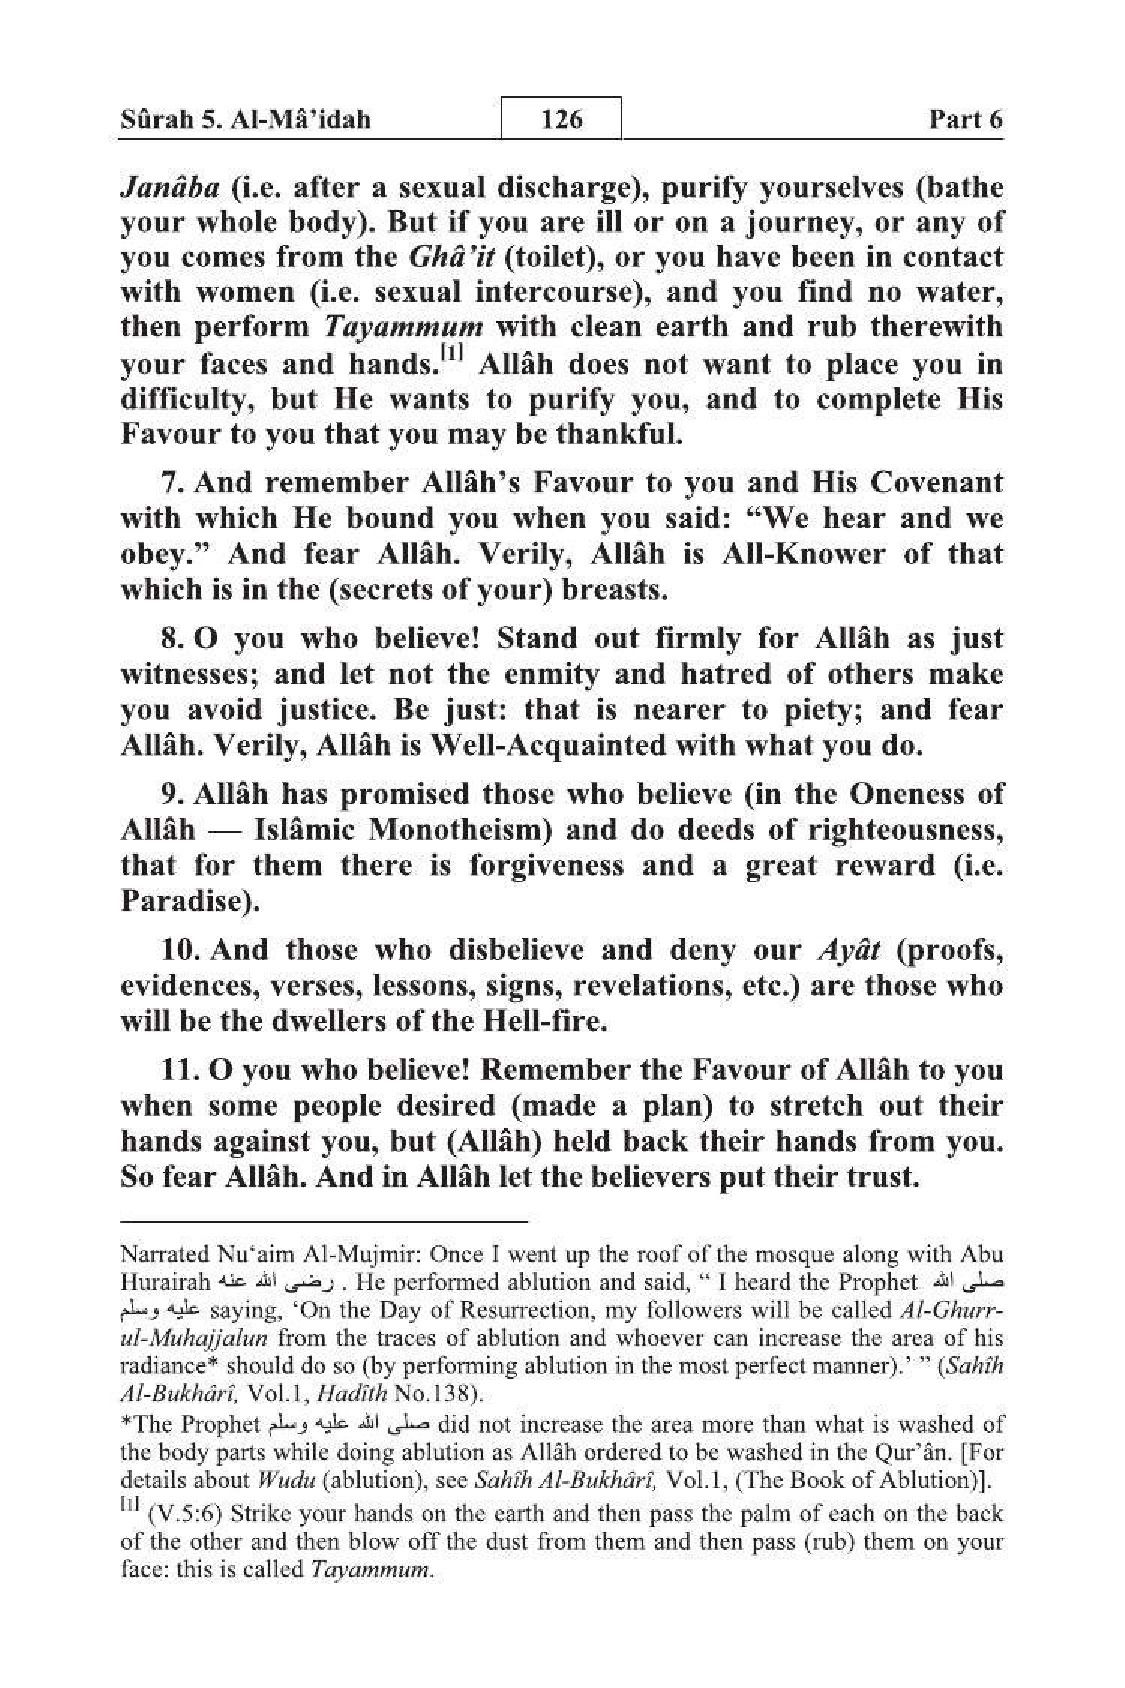 Sûrah 5. Al-Mâ’idah 126 Part 6
Janâba (i.e. after a sexual discharge), purify yourselves (bathe
your whole body). But if you are ill or on a journey, or any of
you comes from the Ghâ’it (toilet), or you have been in contact
with women (i.e. sexual intercourse), and you find no water,
then perform Tayammum with clean earth and rub therewith
your faces and hands.[1] Allâh does not want to place you in
difficulty, but He wants to purify you, and to complete His
Favour to you that you may be thankful.
7. And remember Allâh’s Favour to you and His Covenant
with which He bound you when you said: “We hear and we
obey.” And fear Allâh. Verily, Allâh is All-Knower of that
which is in the (secrets of your) breasts.
8. O you who believe! Stand out firmly for Allâh as just
witnesses; and let not the enmity and hatred of others make
you avoid justice. Be just: that is nearer to piety; and fear
Allâh. Verily, Allâh is Well-Acquainted with what you do.
9. Allâh has promised those who believe (in the Oneness of
Allâh — Islâmic Monotheism) and do deeds of righteousness,
that for them there is forgiveness and a great reward (i.e.
Paradise).
10. And those who disbelieve and deny our Ayât (proofs,
evidences, verses, lessons, signs, revelations, etc.) are those who
will be the dwellers of the Hell-fire.
11. O you who believe! Remember the Favour of Allâh to you
when some people desired (made a plan) to stretch out their
hands against you, but (Allâh) held back their hands from you.
So fear Allâh. And in Allâh let the believers put their trust.
Narrated Nu‘aim Al-Mujmir: Once I went up the roof of the mosque along with Abu
Hurairah رضى الله عنه . He performed ablution and said, “ I heard the Prophet صلى الله
عليه وسلم saying, ‘On the Day of Resurrection, my followers will be called Al-Ghurr-
ul-Muhajjalun from the traces of ablution and whoever can increase the area of his
radiance* should do so (by performing ablution in the most perfect manner).’ ” (Sahîh
Al-Bukhârî, Vol.1, Hadîth No.138).
*The Prophet صلى الله عليه وسلم did not increase the area more than what is washed of
the body parts while doing ablution as Allâh ordered to be washed in the Qur’ân. [For
details about Wudu (ablution), see Sahîh Al-Bukhârî, Vol.1, (The Book of Ablution)].
[1] (V.5:6) Strike your hands on the earth and then pass the palm of each on the back
of the other and then blow off the dust from them and then pass (rub) them on your
face: this is called Tayammum.